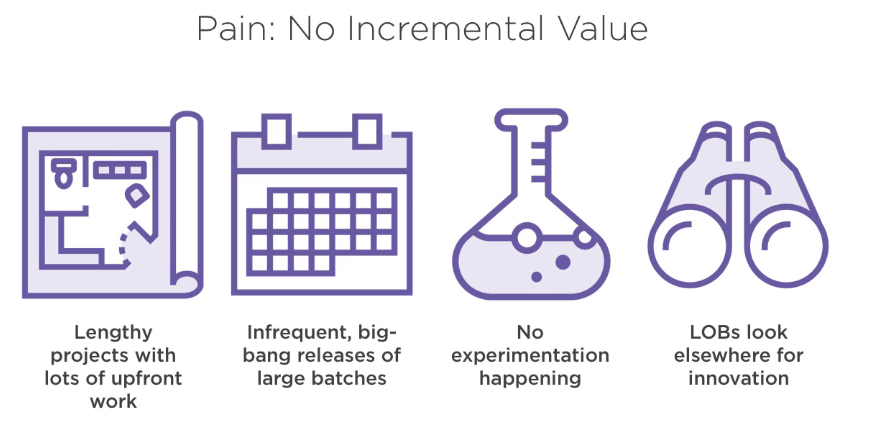 Pain: No Incremental Value
Lengthy
projects with
lots of upfront
work
Infrequent, big-
bang releases of
large batches
No
experimentation
happening
LOBs look
elsewhere for
innovation